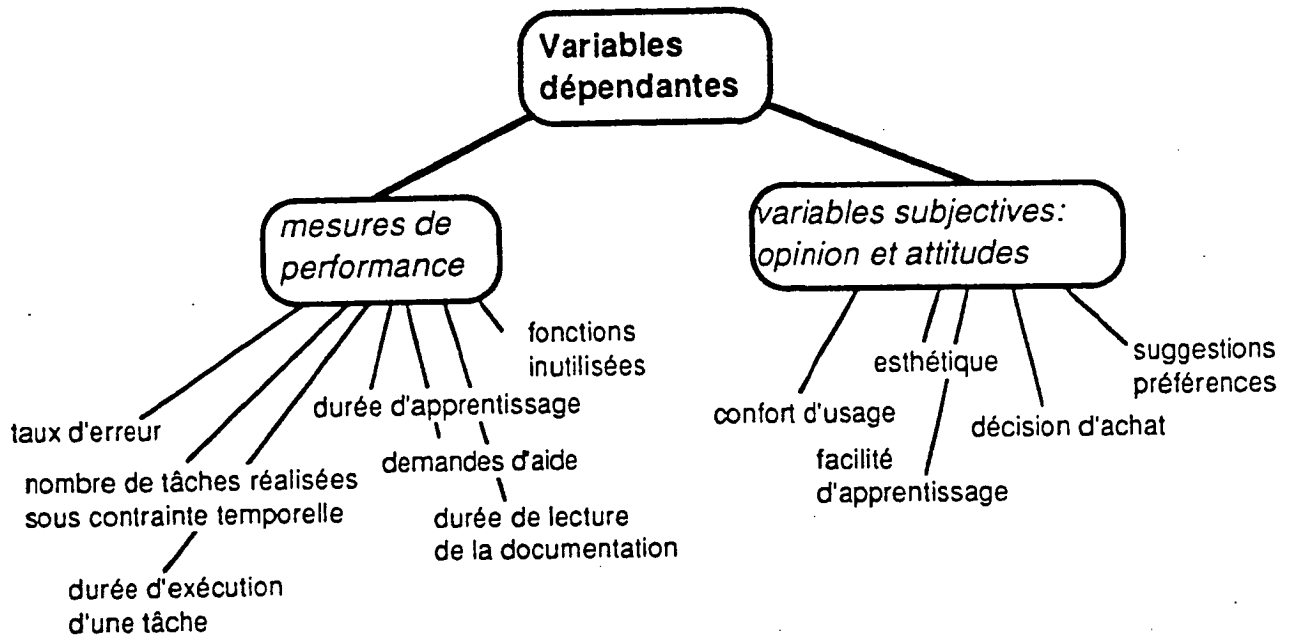 Variables
dépendantes
mesures de
performance
variables subjectives:
opinion et attitudes
taux d'erreur
nombre de tâches réalisées
sous contrainte temporelle
durée d'exécution
d'une tâche
durée d'apprentissage
demandes d'aide
durée de lecture
de la documentation
fonctions
inutilisées
confort d'usage
esthétique
facilité
d'apprentissage
décision d'achat
suggestions
préférences